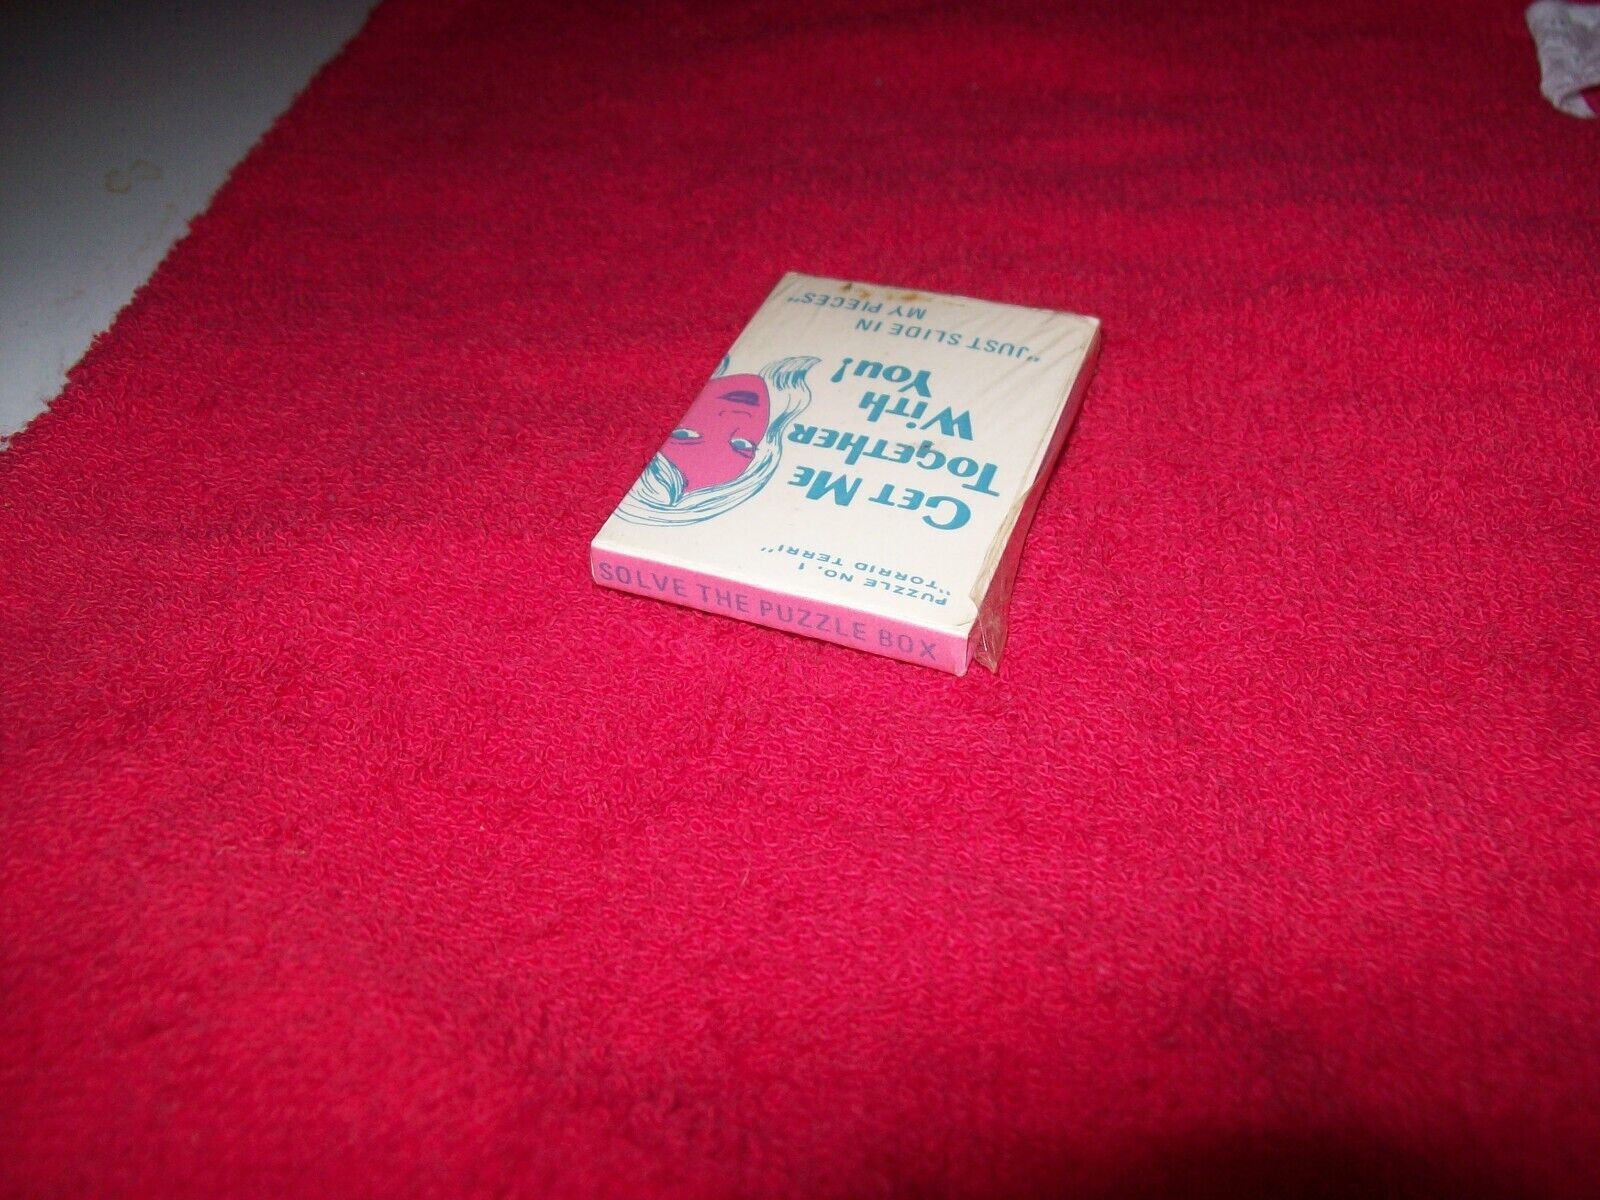 PUZZLE NO. 1
"TORRID TERRI"
GET ME
TOGETHER
WITH
YOU!
"JUST SLIDE IN
MY PIECES"
SOLVE THE PUZZLE BOX